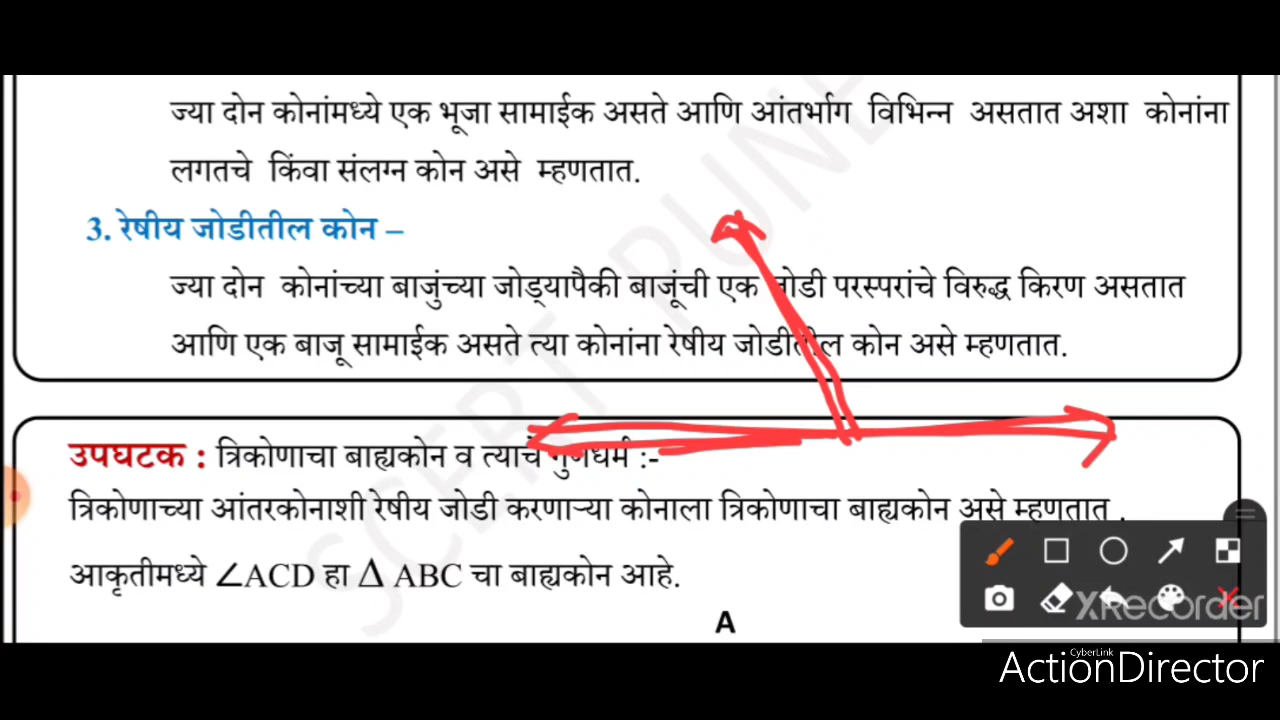 ज्या दोन कोनांमध्ये एक भूजा सामाईक असते आणि आंतर्भाग विभिन्न असतात अशा कोनांना
लगतचे किंवा संलग्न कोन असे म्हणतात.
3. रेषीय जोडीतील कोन –
ज्या दोन कोनांच्या बाजुंच्या जोड्यापैकी बाजूंची एक जोडी परस्परांचे विरुद्ध किरण असतात
आणि एक बाजू सामाईक असते त्या कोनांना रेषीय जोडीतील कोन असे म्हणतात.
उपघटक : त्रिकोणाचा बाह्यकोन व त्याचे गुणधर्म :-
त्रिकोणाच्या आंतरकोनाशी रेषीय जोडी करणाऱ्या कोनाला त्रिकोणाचा बाह्यकोन असे म्हणतात .
आकृतीमध्ये ∠ACD हा Δ ABC चा बाह्यकोन आहे.
A
SCERT PUNE
XRecorder
CyberLink
ActionDirector